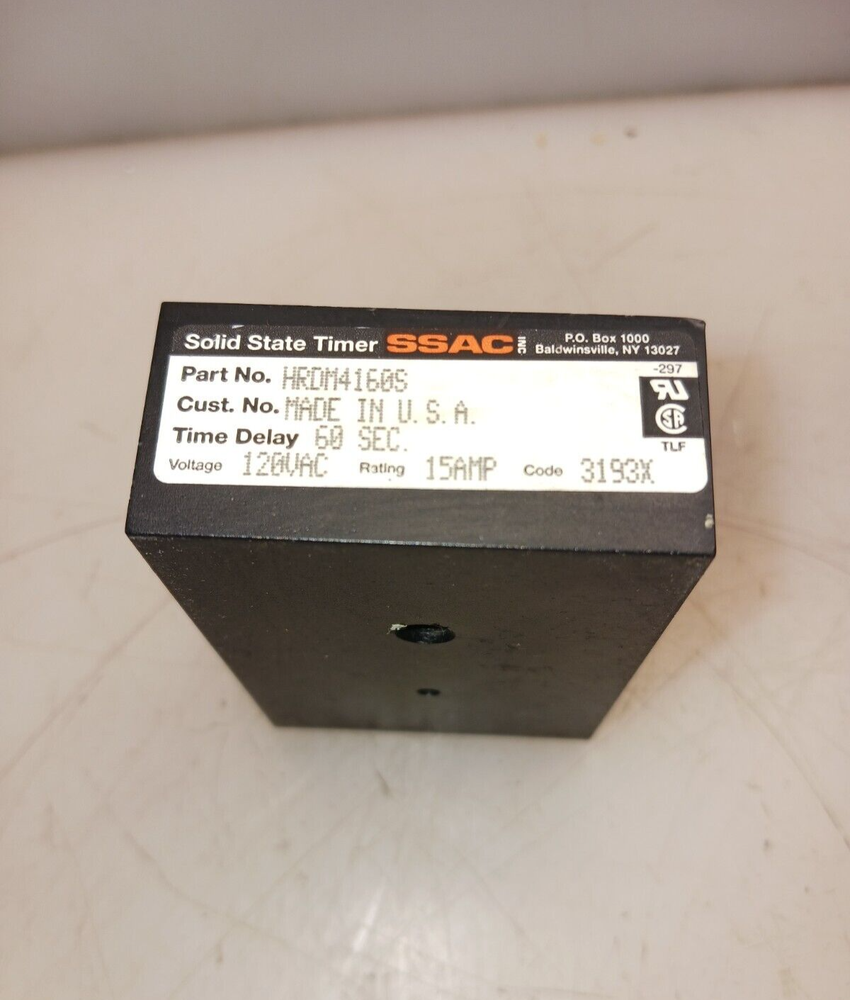 Solid State Timer SSAC INC P.O. Box 1000
Baldwinsville, NY 13027
Part No. HRDM4160S
-297
Cust. No. MADE IN U.S.A.
Time Delay 60 SEC.
TLF
Voltage 120VAC Rating 15AMP Code 3193X